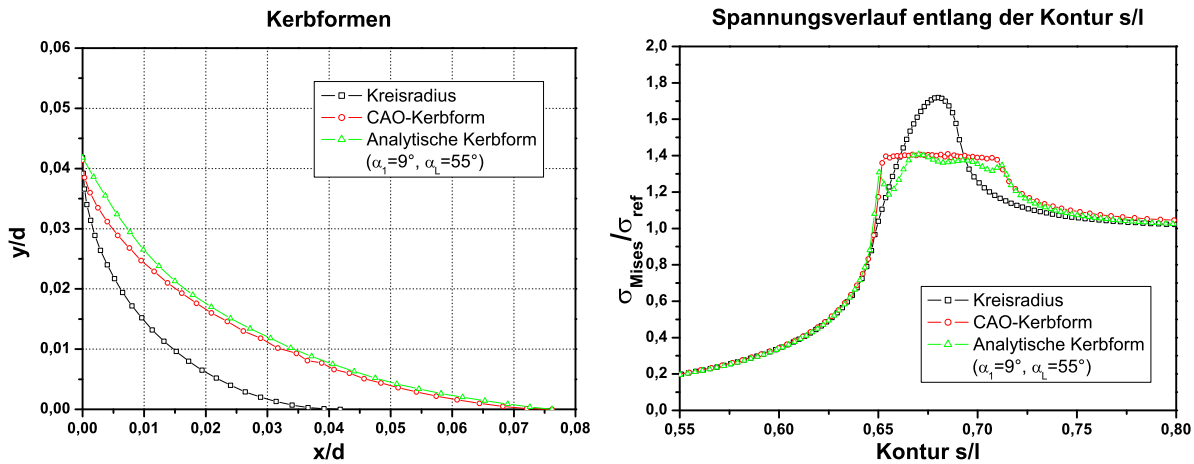 Kerbformen
0,06
0,05
0,04
0,03
0,02
0,01
0,00
y/d
Kreisradius
CAO-Kerbform
Analytische Kerbform
(α1=9°, αL=55°)
0,00 0,01 0,02 0,03 0,04 0,05 0,06 0,07 0,08
x/d
Spannungsverlauf entlang der Kontur s/l
2,0
1,8
1,6
1,4
1,2
1,0
0,8
0,6
0,4
0,2
0,0
σMises/σref
Kreisradius
CAO-Kerbform
Analytische Kerbform
(α1=9°, αL=55°)
0,55 0,60 0,65 0,70 0,75 0,80
Kontur s/l